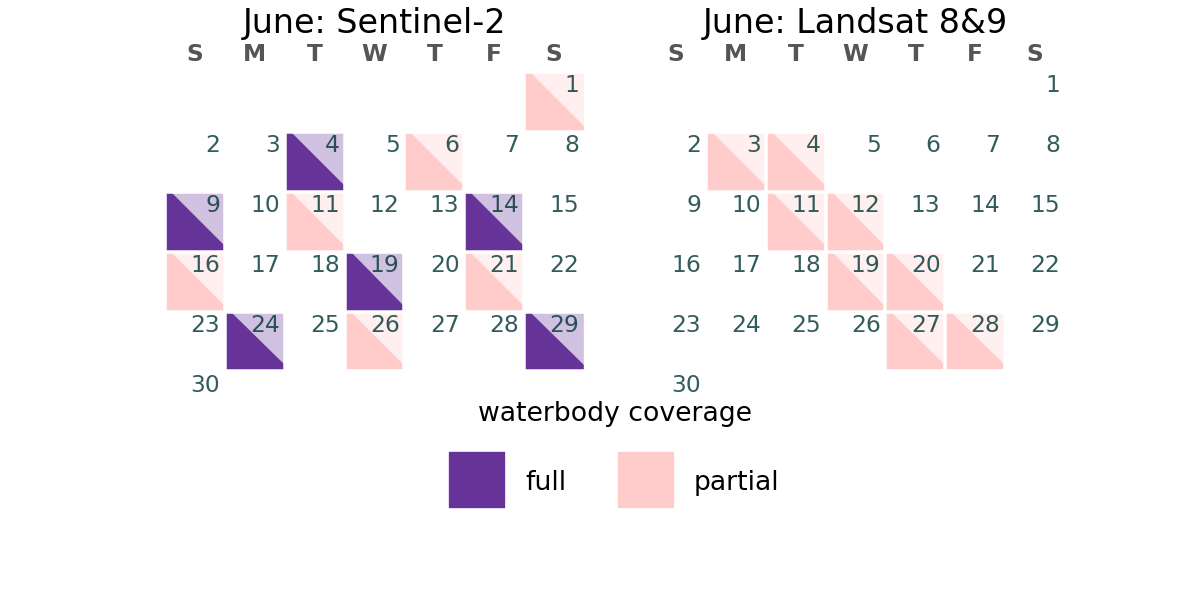 June: Sentinel-2
S M T W T F S
1
2 3 4 5 6 7 8
9 10 11 12 13 14 15
16 17 18 19 20 21 22
23 24 25 26 27 28 29
30
June: Landsat 8&9
S M T W T F S
1
2 3 4 5 6 7 8
9 10 11 12 13 14 15
16 17 18 19 20 21 22
23 24 25 26 27 28 29
30
waterbody coverage
full partial